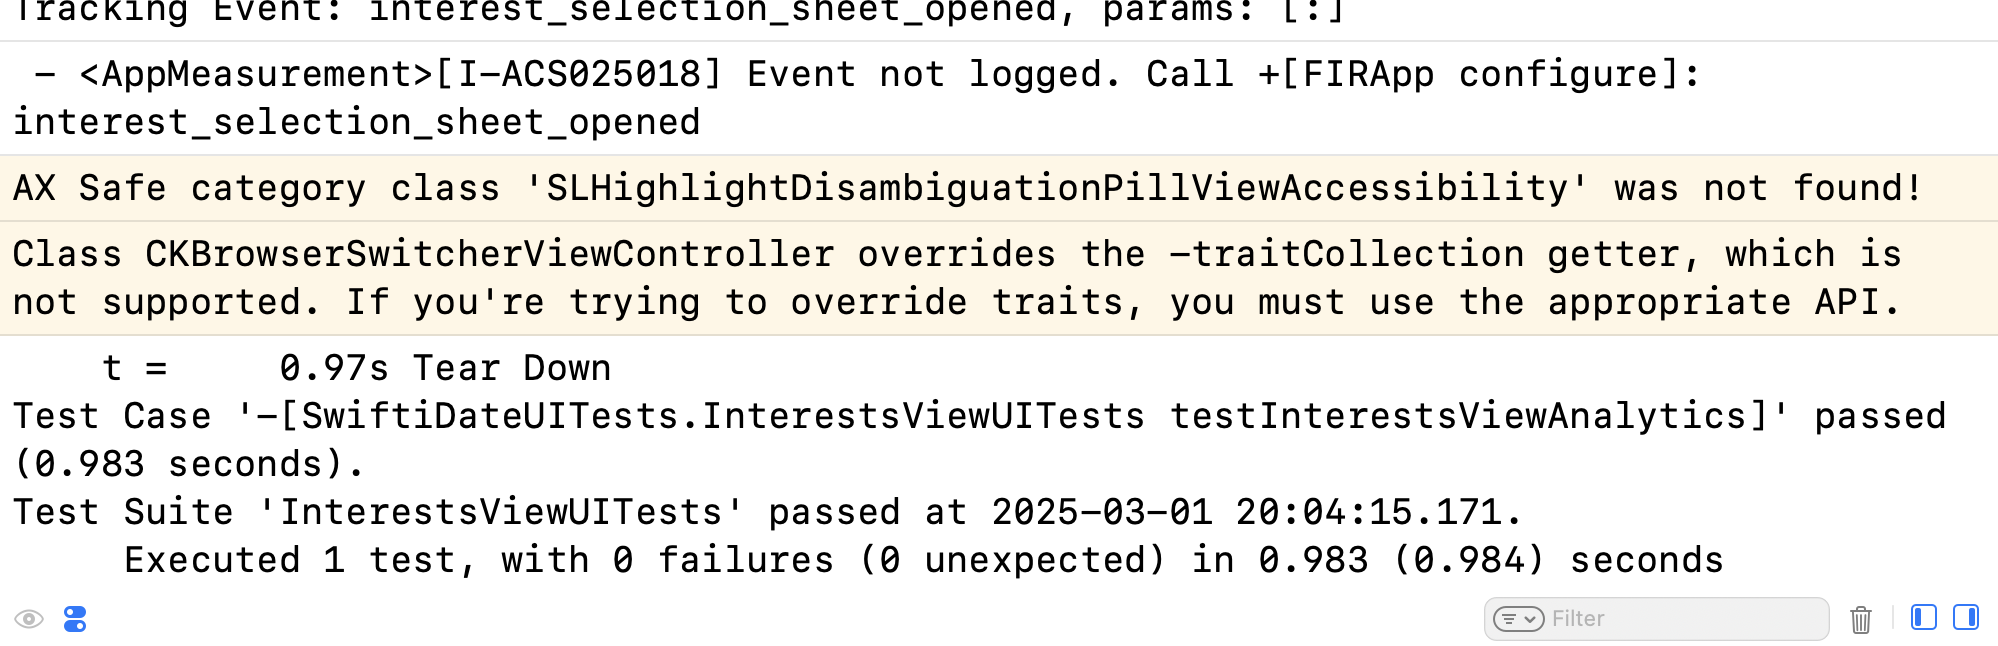 Tracking Event: interest_selection_sheet_opened, params: [:]
- <AppMeasurement>[I-ACS025018] Event not logged. Call +[FIRApp configure]:
interest_selection_sheet_opened
AX Safe category class 'SLHighlightDisambiguationPillViewAccessibility' was not found!
Class CKBrowserSwitcherViewController overrides the -traitCollection getter, which is
not supported. If you're trying to override traits, you must use the appropriate API.
t =     0.97s Tear Down
Test Case '-[SwiftiDateUITests.InterestsViewUITests testInterestsViewAnalytics]' passed
(0.983 seconds).
Test Suite 'InterestsViewUITests' passed at 2025-03-01 20:04:15.171.
Executed 1 test, with 0 failures (0 unexpected) in 0.983 (0.984) seconds
Filter